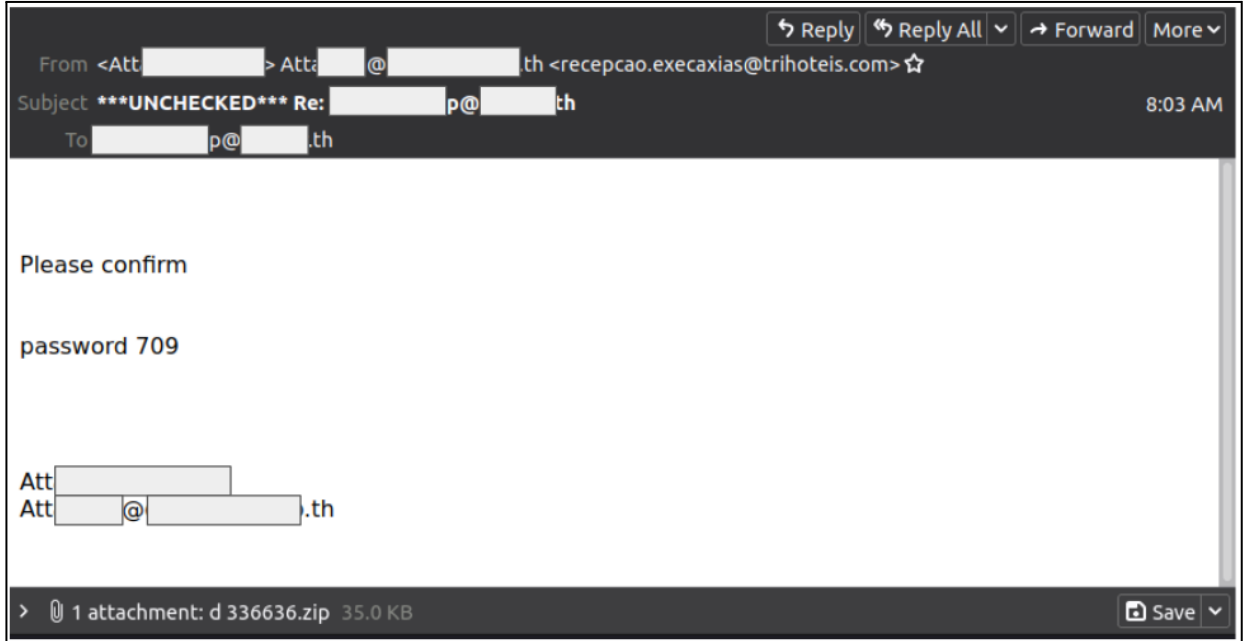 Reply Reply All Forward More
From <Att > Atta @ .th <recepcao.execaxias@trihoteis.com>
Subject ***UNCHECKED*** Re: p@ th 8:03 AM
To p@ .th
Please confirm
password 709
Att
Att @ .th
1 attachment: d 336636.zip 35.0 KB Save